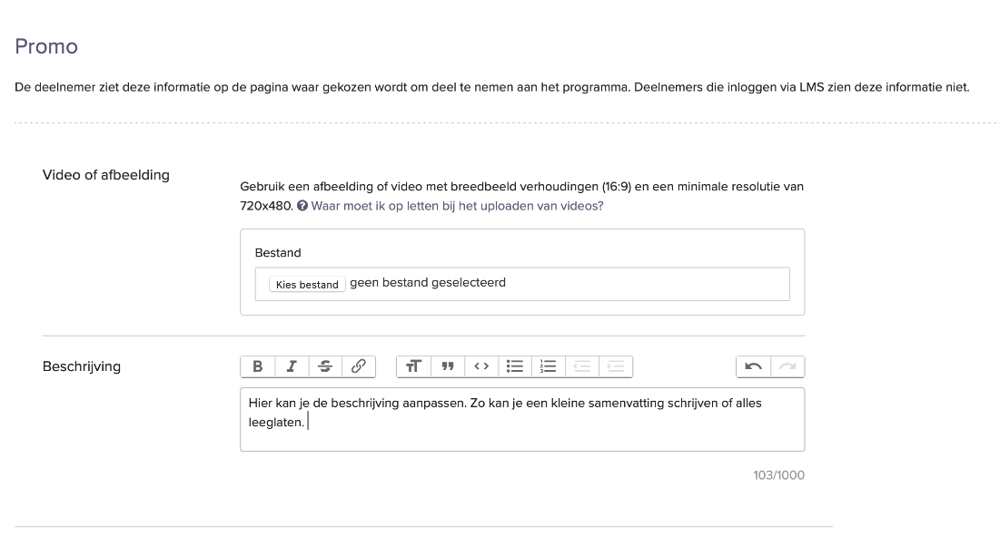 Promo
De deelnemer ziet deze informatie op de pagina waar gekozen wordt om deel te nemen aan het programma. Deelnemers die inloggen via LMS zien deze informatie niet.
Video of afbeelding
Gebruik een afbeelding of video met breedbeeld verhoudingen (16:9) en een minimale resolutie van
720x480. ? Waar moet ik op letten bij het uploaden van videos?
Bestand
Kies bestand geen bestand geselecteerd
Beschrijving
Hier kan je de beschrijving aanpassen. Zo kan je een kleine samenvatting schrijven of alles
leeglaten.
103/1000